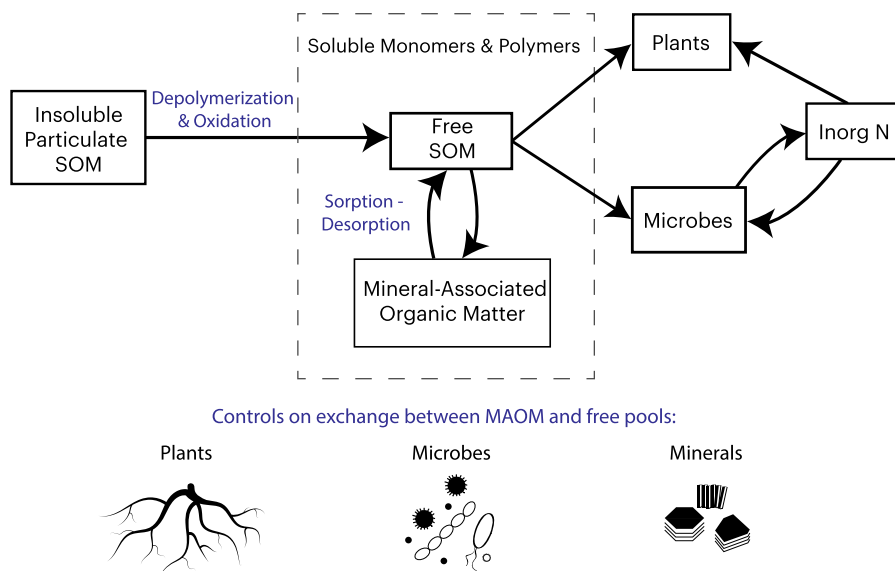 Soluble Monomers & Polymers
Plants
Insoluble
Particulate
SOM
Depolymerization
& Oxidation
Free
SOM
Inorg N
Sorption -
Desorption
Microbes
Mineral-Associated
Organic Matter
Controls on exchange between MAOM and free pools:
Plants
Microbes
Minerals